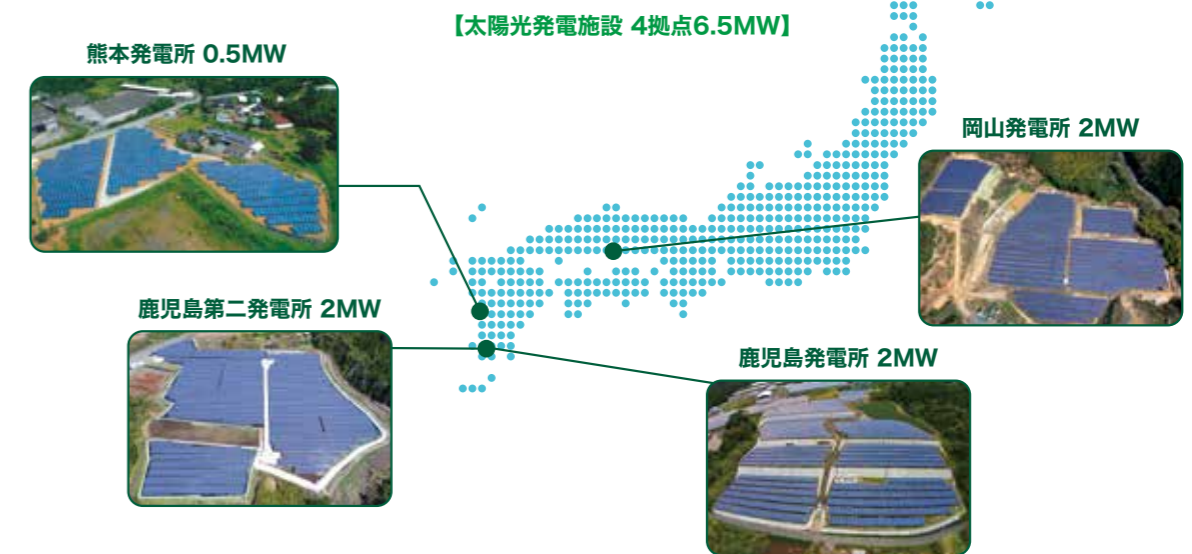 【太陽光発電施設 4拠点6.5MW】
熊本発電所 0.5MW
岡山発電所 2MW
鹿児島第二発電所 2MW
鹿児島発電所 2MW